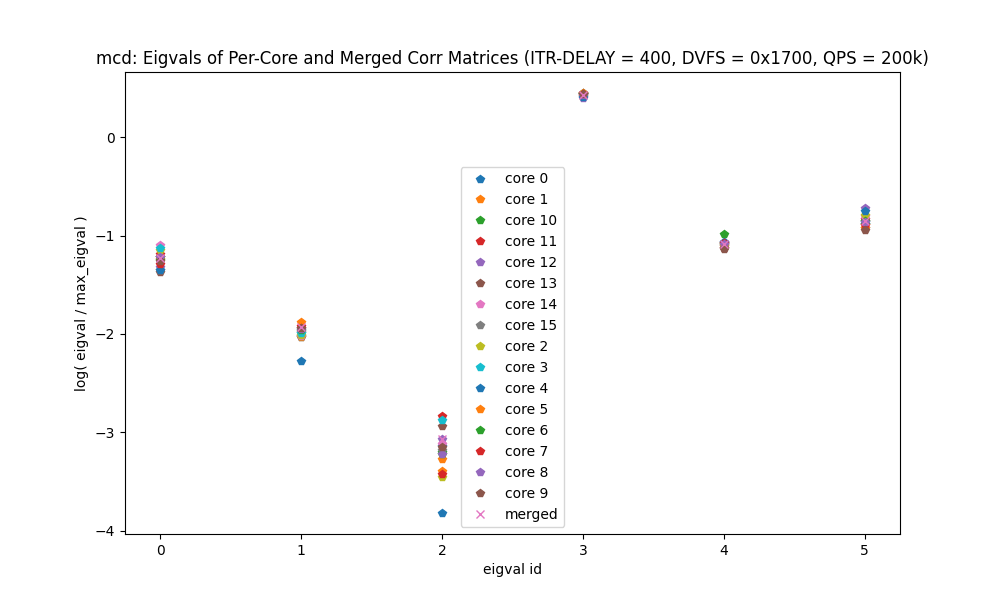 mcd: Eigvals of Per-Core and Merged Corr Matrices (ITR-DELAY = 400, DVFS = 0x1700, QPS = 200k)
log( eigval / max_eigval )
0
−1
−2
−3
−4
core 0
core 1
core 10
core 11
core 12
core 13
core 14
core 15
core 2
core 3
core 4
core 5
core 6
core 7
core 8
core 9
merged
0 1 2 3 4 5
eigval id